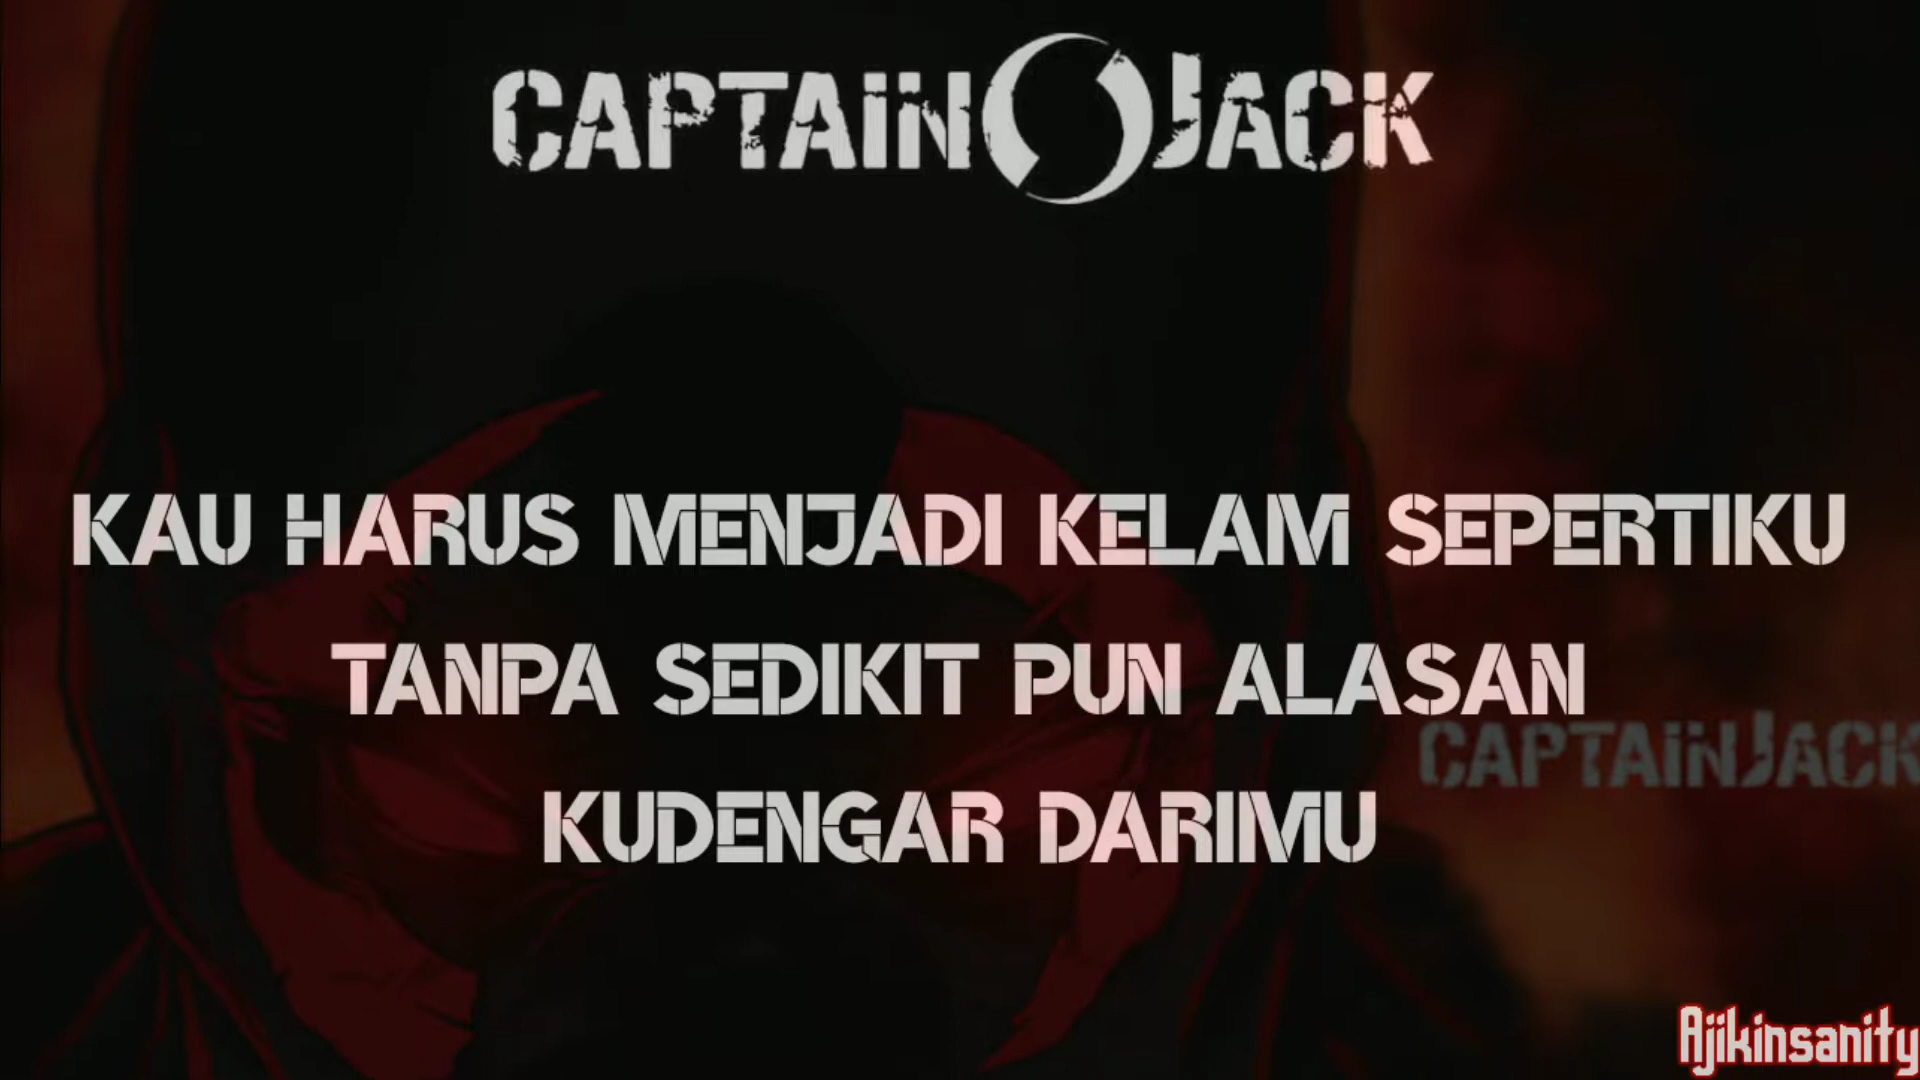 CAPTAIN JACK
KAU HARUS MENJADI KELAM SEPERTIKU
TANPA SEDIKIT PUN ALASAN
CAPTAINJACK
KUDENGAR DARIMU
Ajikinsanity